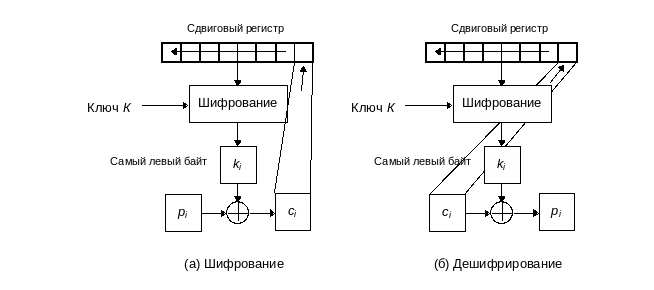 Сдвиговый регистр
Шифрование
Ключ K
Самый левый байт
ki
pi
ci
(а) Шифрование
Сдвиговый регистр
Шифрование
Ключ K
Самый левый байт
ki
ci
pi
(б) Дешифрирование